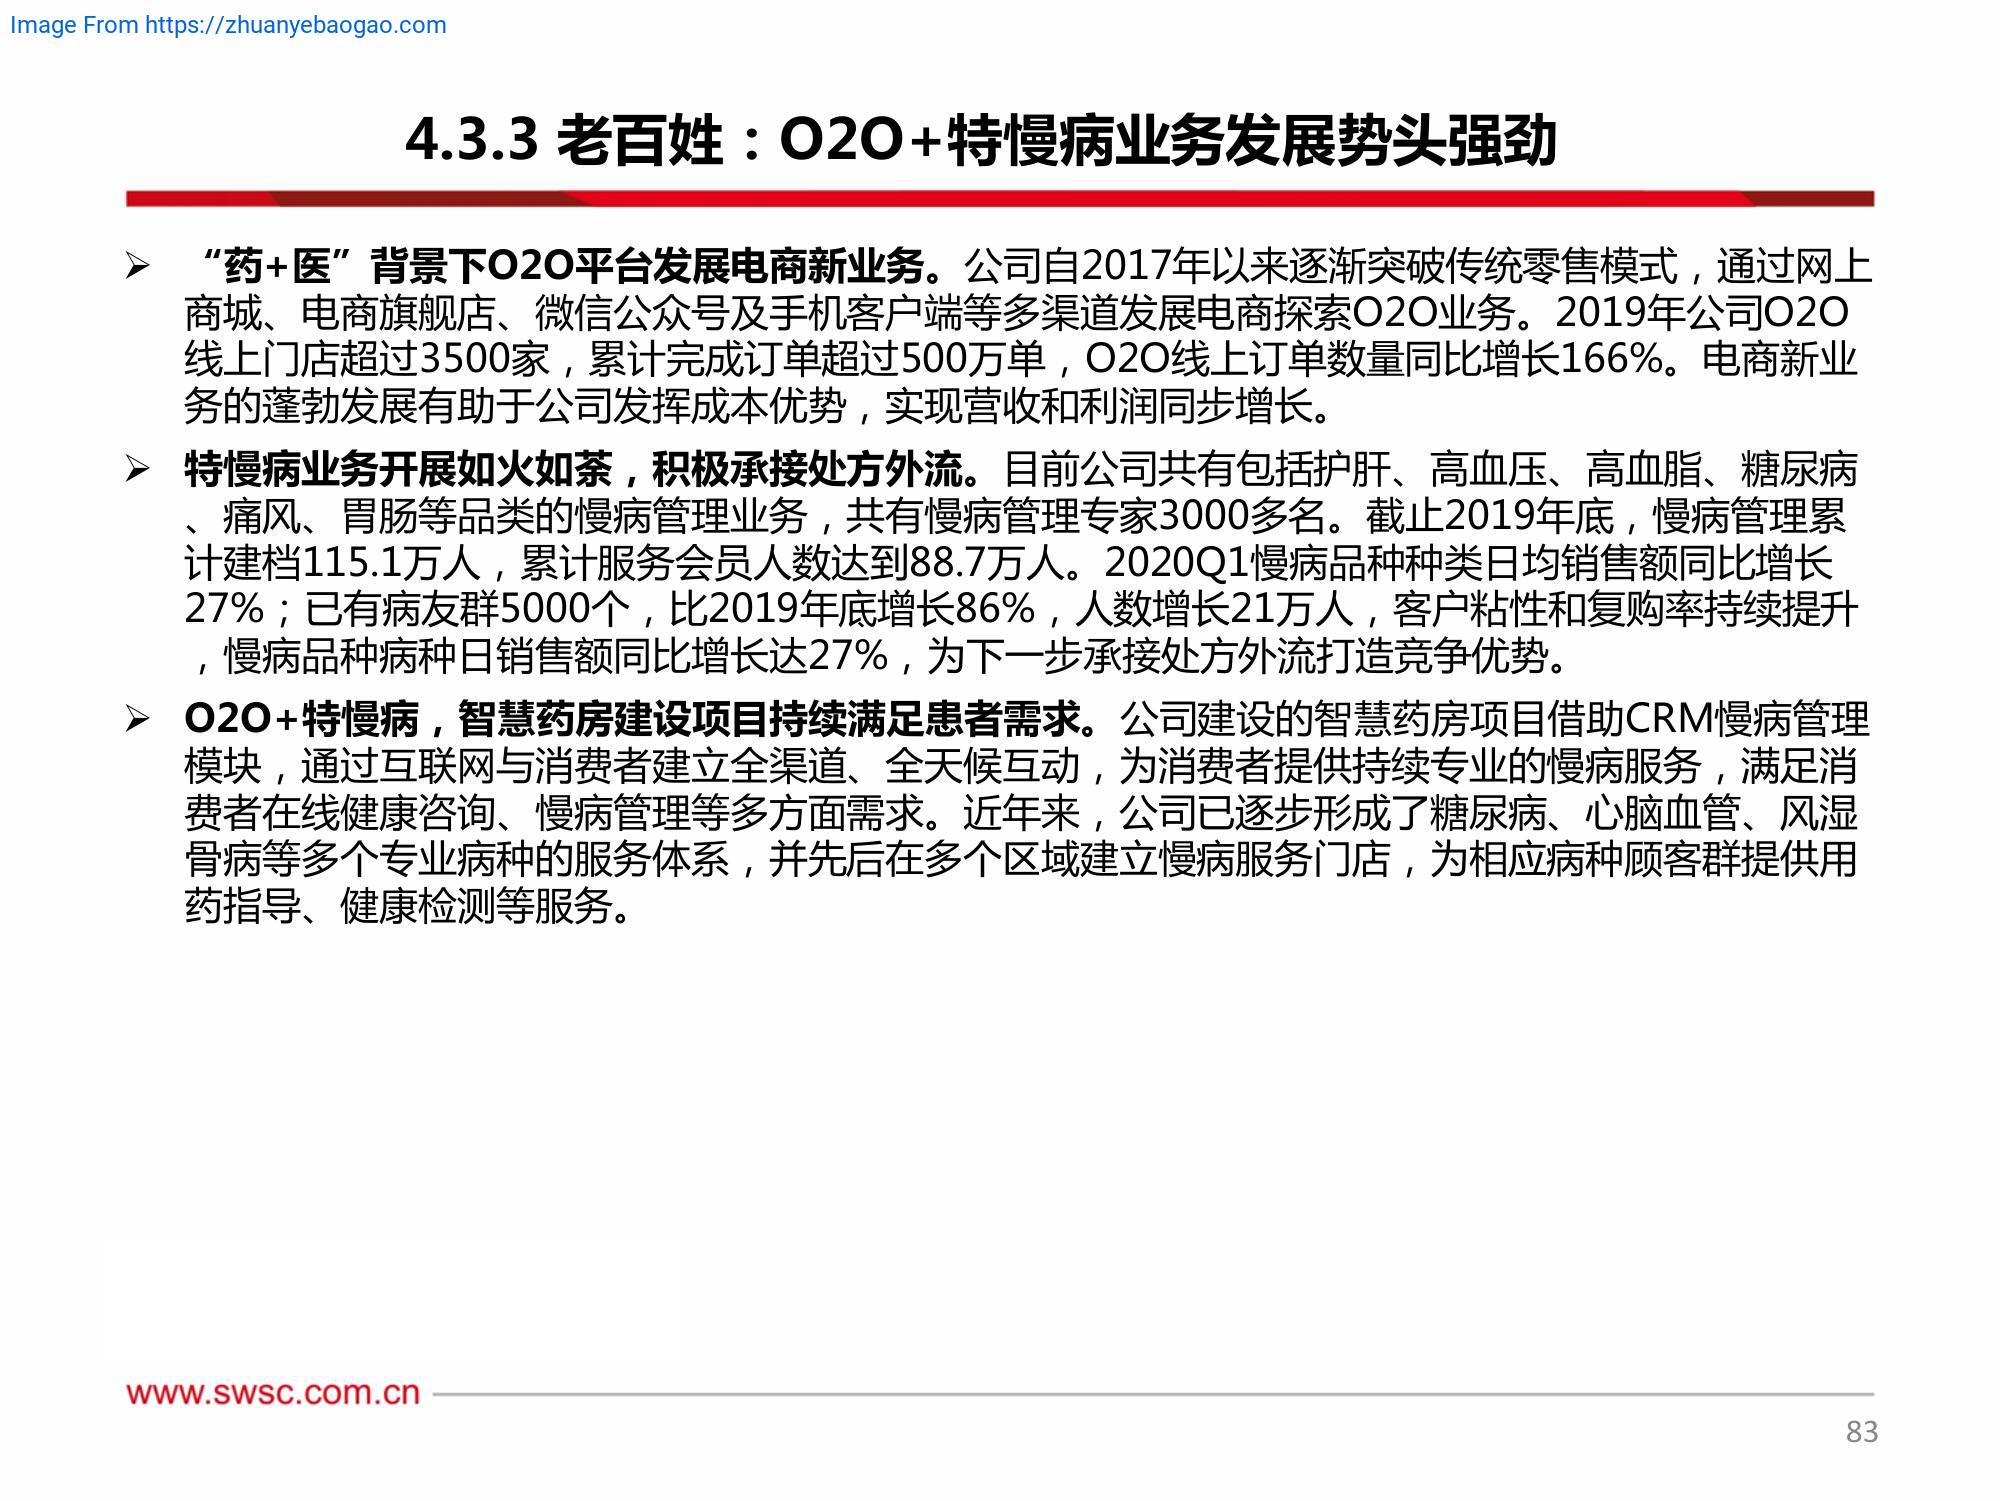 Image From https://zhuanyebaogao.com
4.3.3 老百姓：O2O+特慢病业务发展势头强劲
➢ “药+医”背景下O2O平台发展电商新业务。公司自2017年以来逐渐突破传统零售模式，通过网上
商城、电商旗舰店、微信公众号及手机客户端等多渠道发展电商探索O2O业务。2019年公司O2O
线上门店超过3500家，累计完成订单超过500万单，O2O线上订单数量同比增长166%。电商新业
务的蓬勃发展有助于公司发挥成本优势，实现营收和利润同步增长。
➢ 特慢病业务开展如火如荼，积极承接处方外流。目前公司共有包括护肝、高血压、高血脂、糖尿病
、痛风、胃肠等品类的慢病管理业务，共有慢病管理专家3000多名。截止2019年底，慢病管理累
计建档115.1万人，累计服务会员人数达到88.7万人。2020Q1慢病品种种类日均销售额同比增长
27%；已有病友群5000个，比2019年底增长86%，人数增长21万人，客户粘性和复购率持续提升
，慢病品种病种日销售额同比增长达27%，为下一步承接处方外流打造竞争优势。
➢ O2O+特慢病，智慧药房建设项目持续满足患者需求。公司建设的智慧药房项目借助CRM慢病管理
模块，通过互联网与消费者建立全渠道、全天候互动，为消费者提供持续专业的慢病服务，满足消
费者在线健康咨询、慢病管理等多方面需求。近年来，公司已逐步形成了糖尿病、心脑血管、风湿
骨病等多个专业病种的服务体系，并先后在多个区域建立慢病服务门店，为相应病种顾客群提供用
药指导、健康检测等服务。
www.swsc.com.cn
83